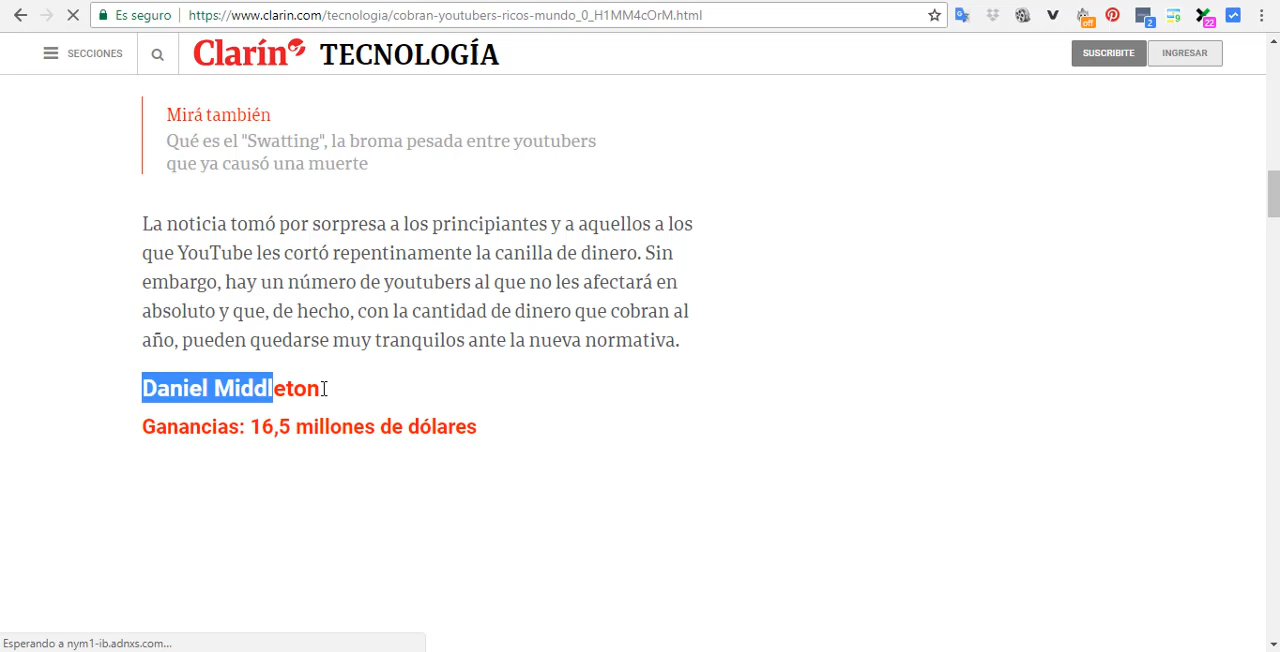 Es seguro https://www.clarin.com/tecnologia/cobran-youtubers-ricos-mundo_0_H1MM4cOrM.html
off 2 9 22
SECCIONES Clarín TECNOLOGÍA SUSCRIBITE INGRESAR
Mirá también
Qué es el "Swatting", la broma pesada entre youtubers
que ya causó una muerte
La noticia tomó por sorpresa a los principiantes y a aquellos a los
que YouTube les cortó repentinamente la canilla de dinero. Sin
embargo, hay un número de youtubers al que no les afectará en
absoluto y que, de hecho, con la cantidad de dinero que cobran al
año, pueden quedarse muy tranquilos ante la nueva normativa.
Daniel Middleton
Ganancias: 16,5 millones de dólares
Esperando a nym1-ib.adnxs.com...